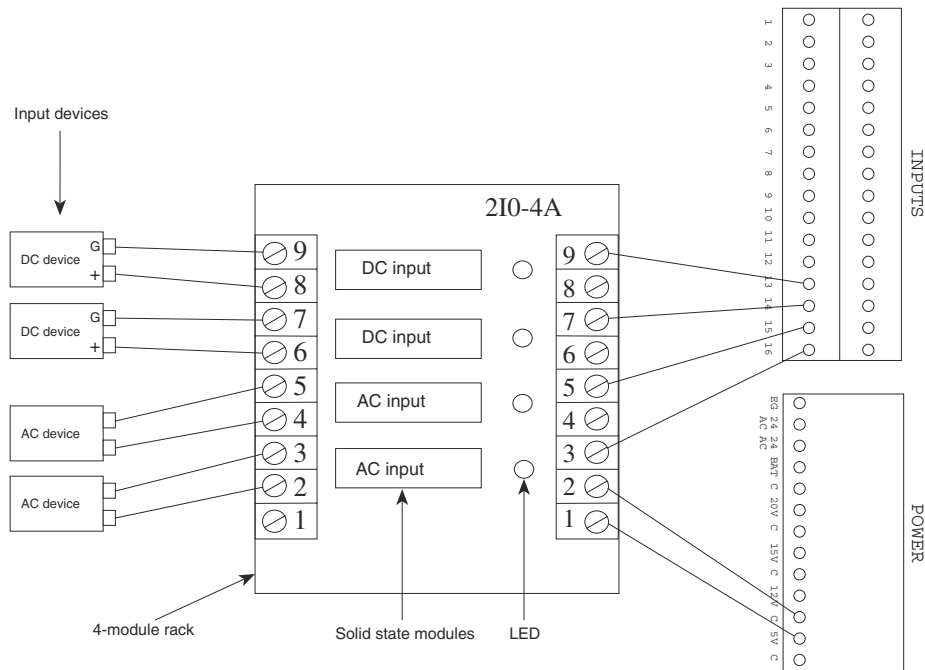 Input devices
DC device
G
+
DC device
G
+
AC device
AC device
2I0-4A
9
8
7
6
5
4
3
2
1
DC input
DC input
AC input
AC input
9
8
7
6
5
4
3
2
1
4-module rack
Solid state modules
LED
1
2
3
4
5
6
7
8
9
10
11
12
13
14
15
16
INPUTS
EG 24 24 BAT C 20V C 15V C 12V C 5V C
AC AC
POWER